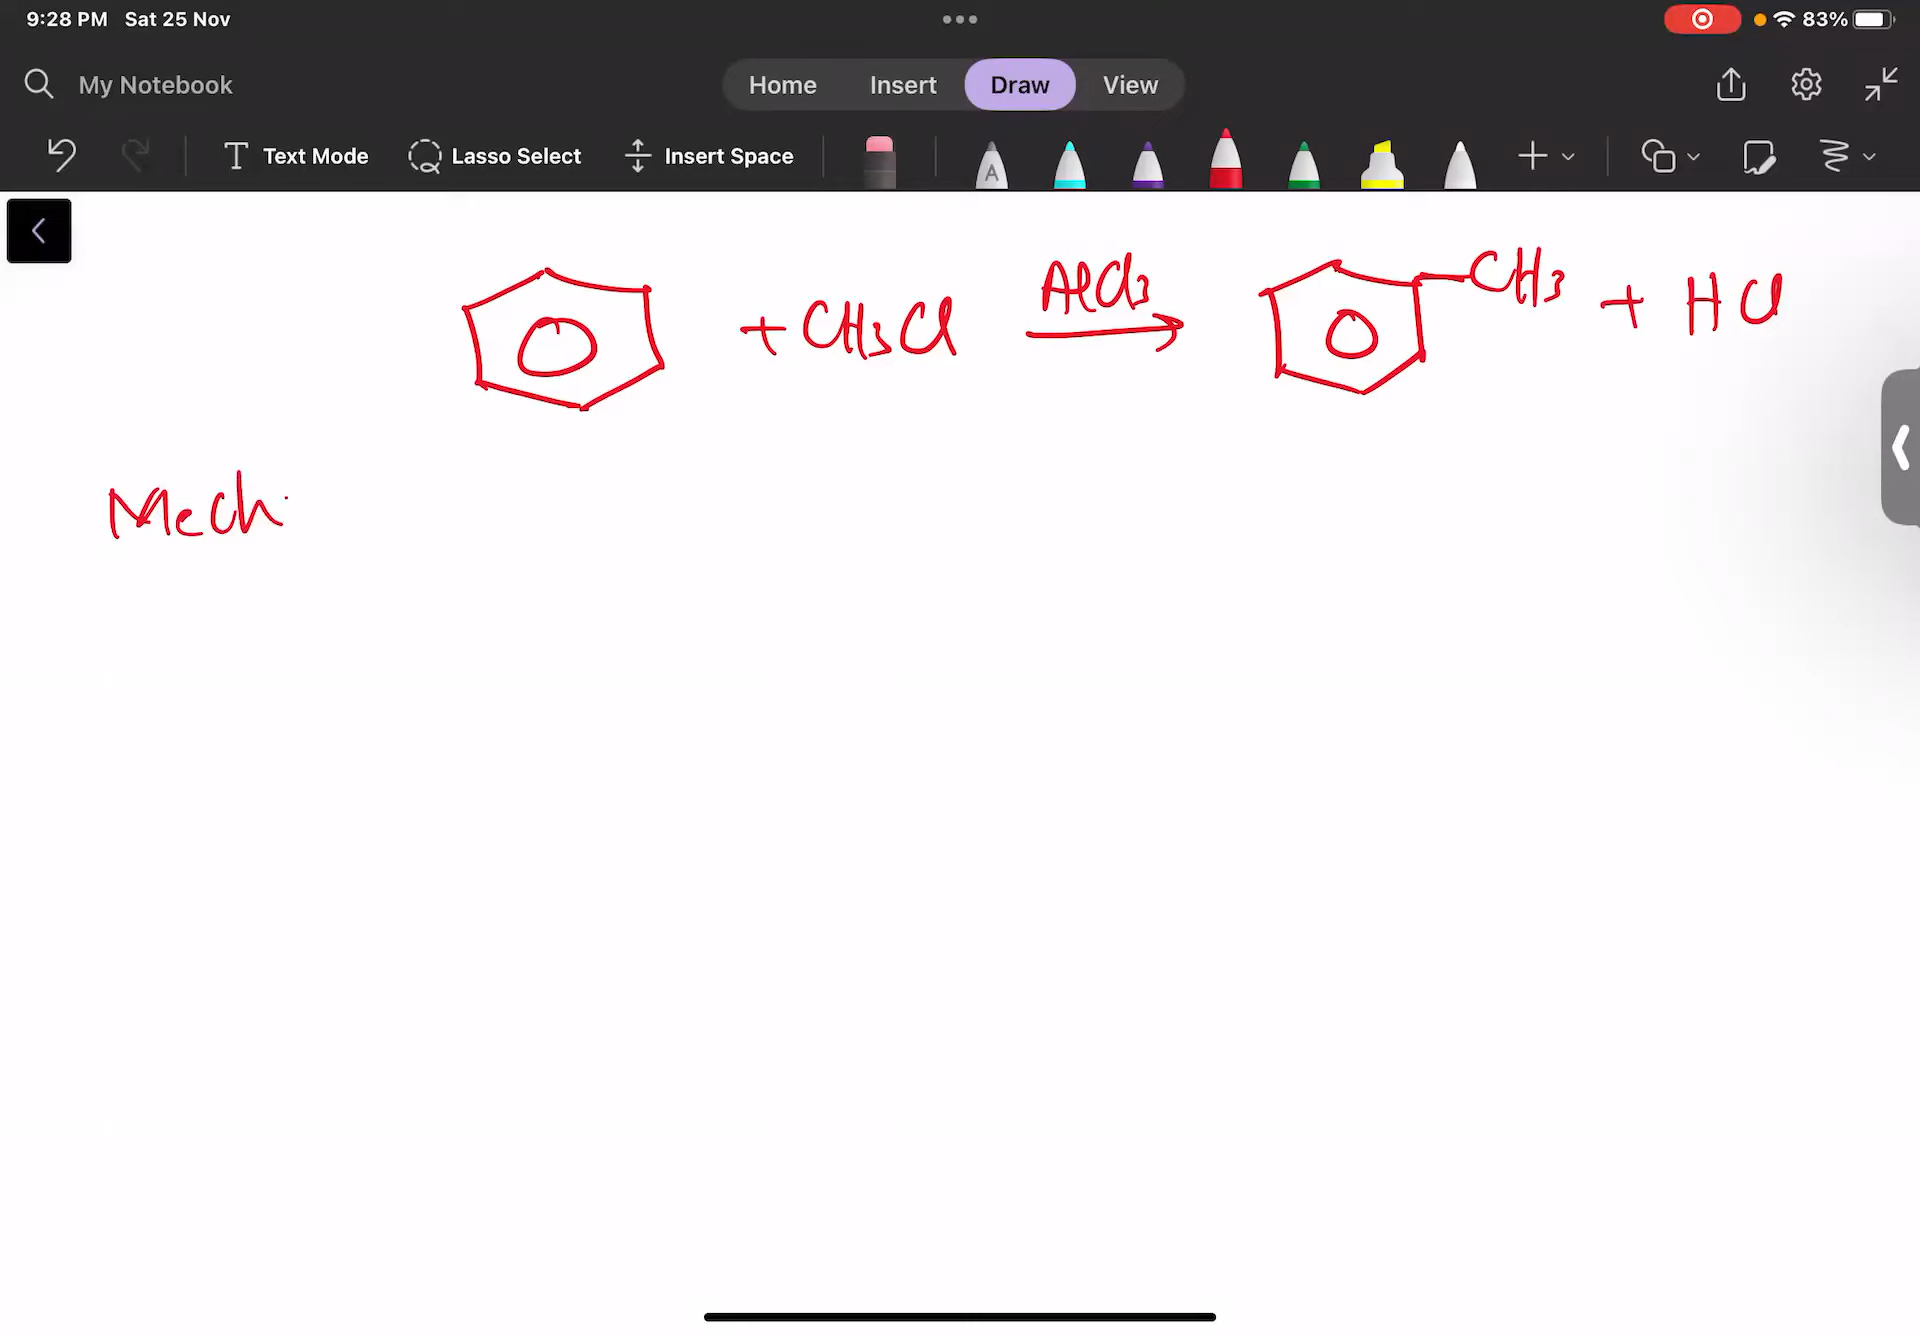 9:28 PM Sat 25 Nov
83%
My Notebook
Home Insert Draw View
Text Mode Lasso Select Insert Space
A
+ CH3Cl AlCl3 CH3 + HCl
Mech